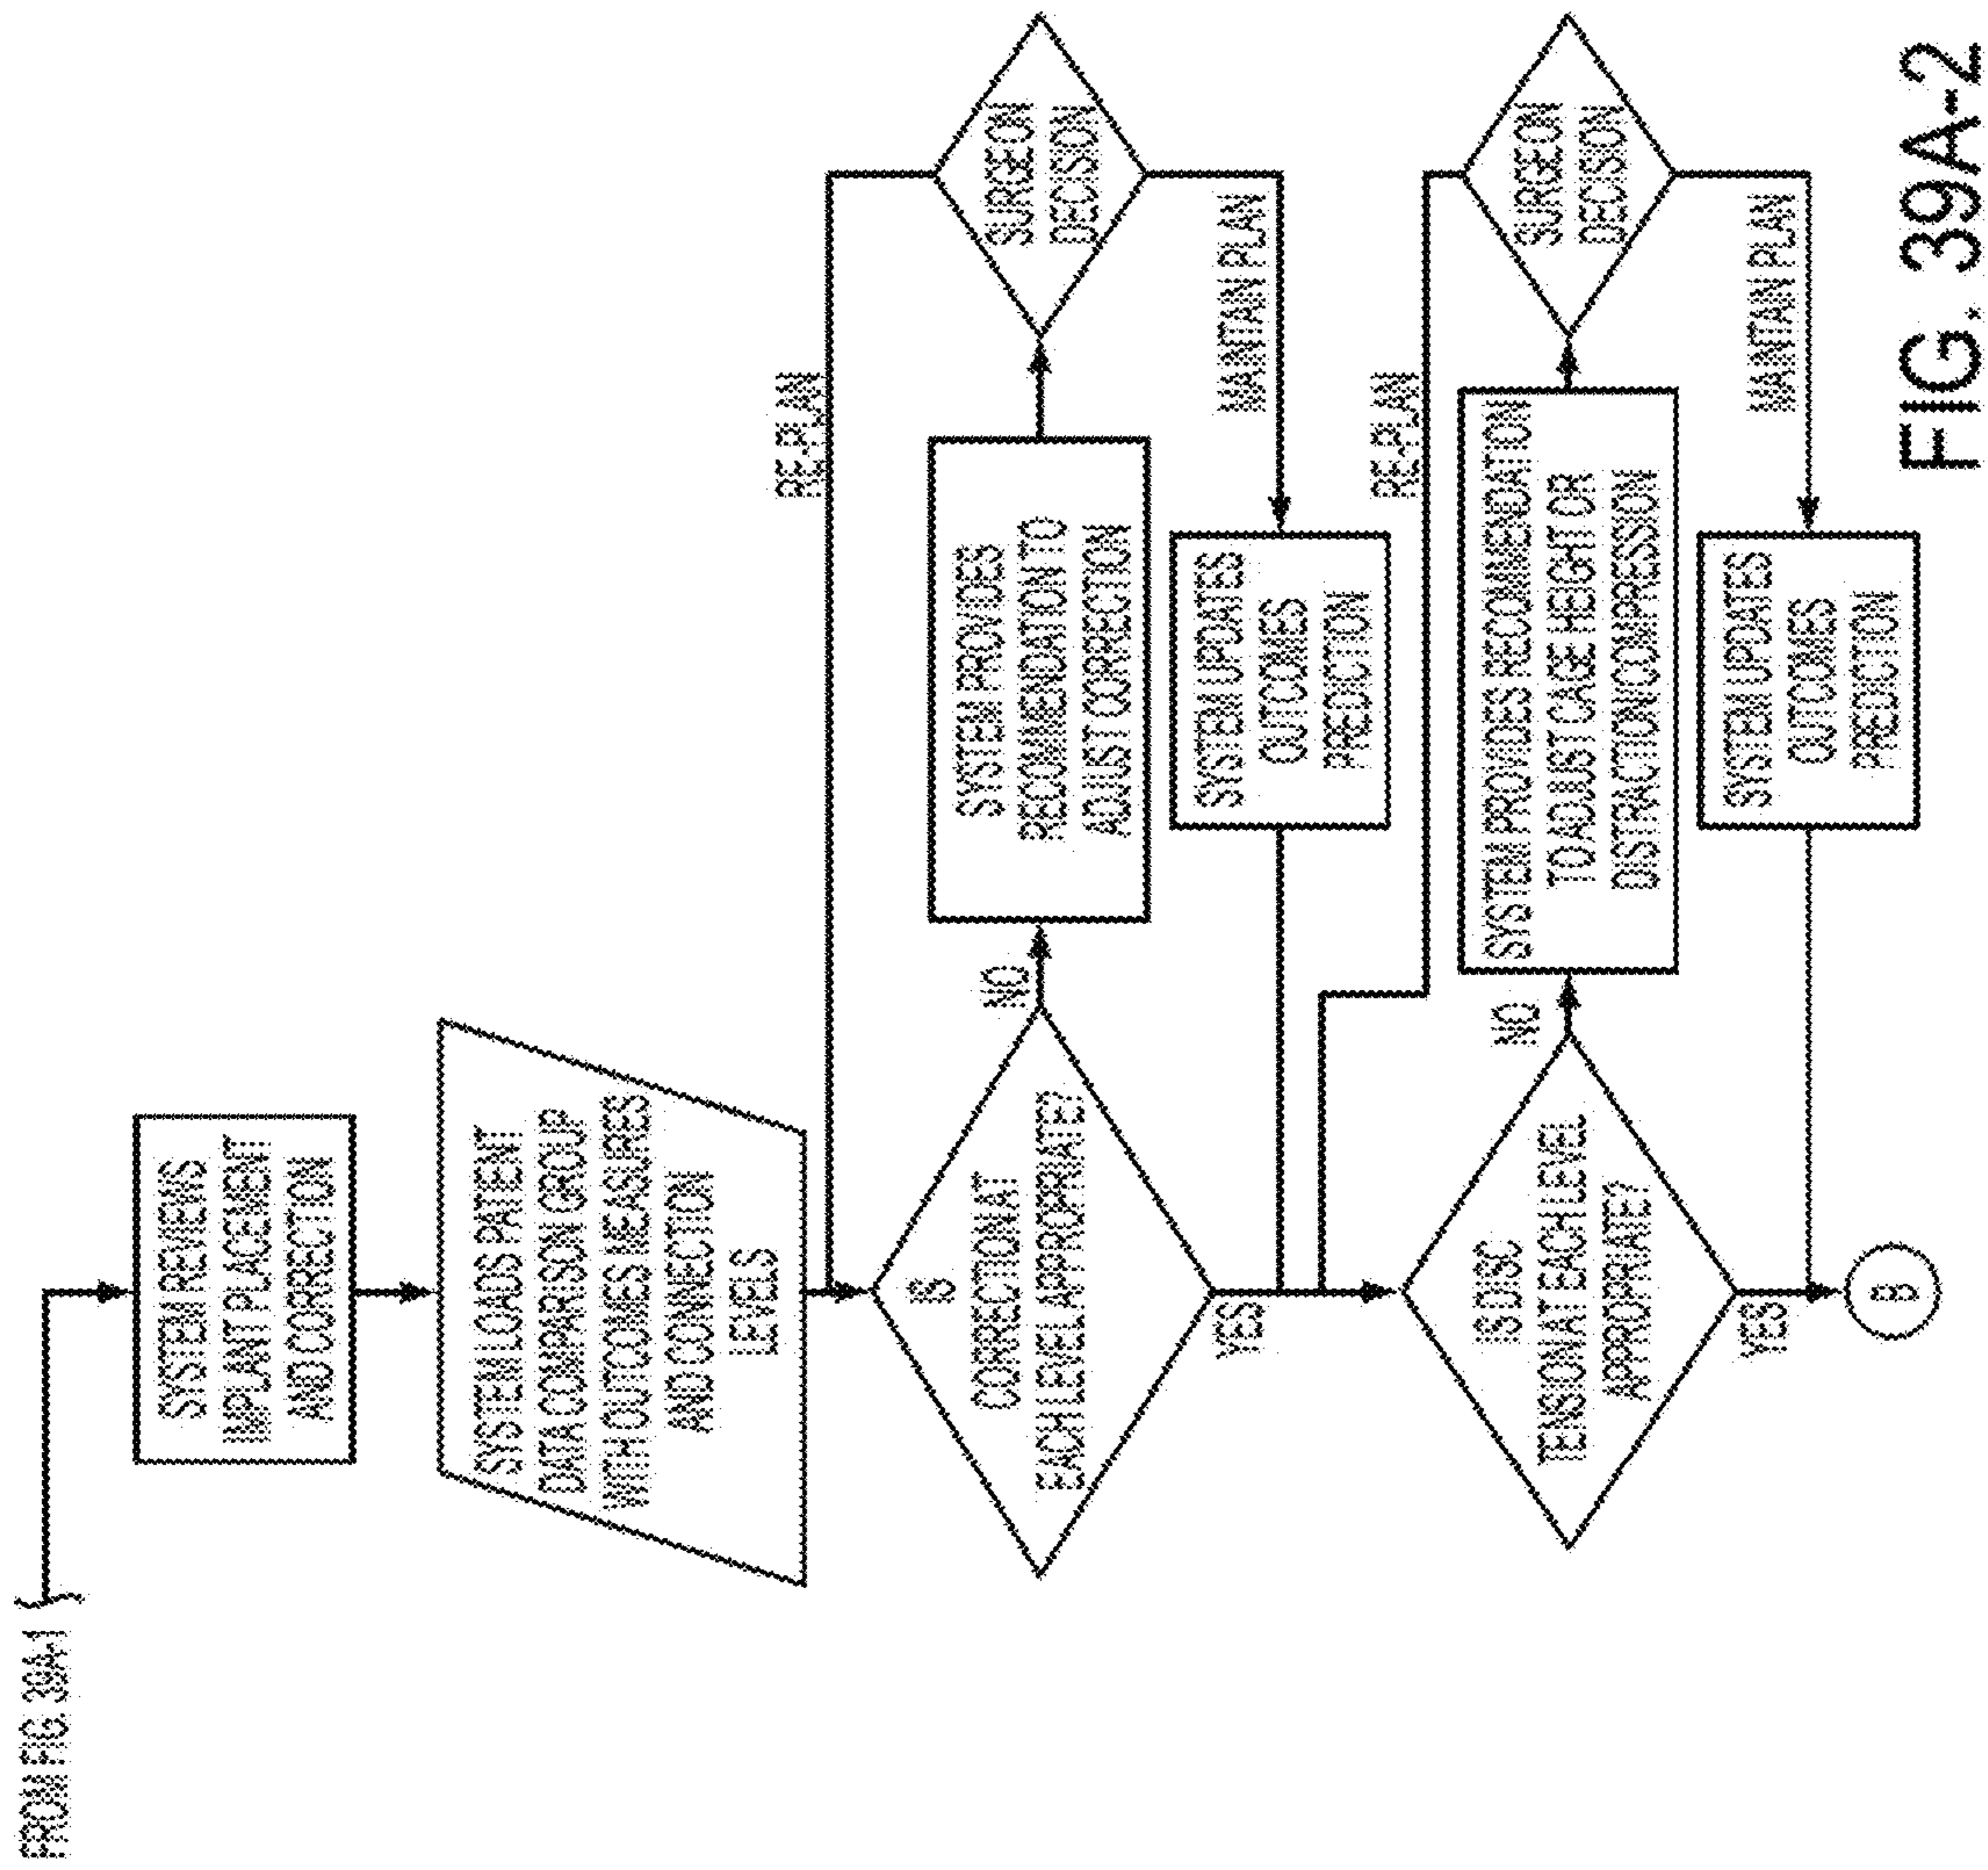 FROM FIG. 39A-1
SYSTEM REVIEWS
IMPLANT PLACEMENT
AND CORRECTION
SYSTEM LOADS PATIENT
DATA COMPARISON GROUP
WITH OUTCOMES MEASURES
AND CONNECTION
LEVELS
IS
CORRECTION AT
EACH LEVEL APPROPRIATE?
NO
SYSTEM PROVIDES
RECOMMENDATION TO
ADJUST CORRECTION
SURGEON
DECISION
RE-PLAN
MAINTAIN PLAN
SYSTEM UPDATES
OUTCOMES
PREDICTION
YES
IS DISC
TENSION AT EACH LEVEL
APPROPRIATE?
NO
SYSTEM PROVIDES RECOMMENDATION
TO ADJUST CAGE HEIGHT OR
DISTRACTION/COMPRESSION
SURGEON
DECISION
RE-PLAN
MAINTAIN PLAN
SYSTEM UPDATES
OUTCOMES
PREDICTION
YES
B
FIG. 39A-2